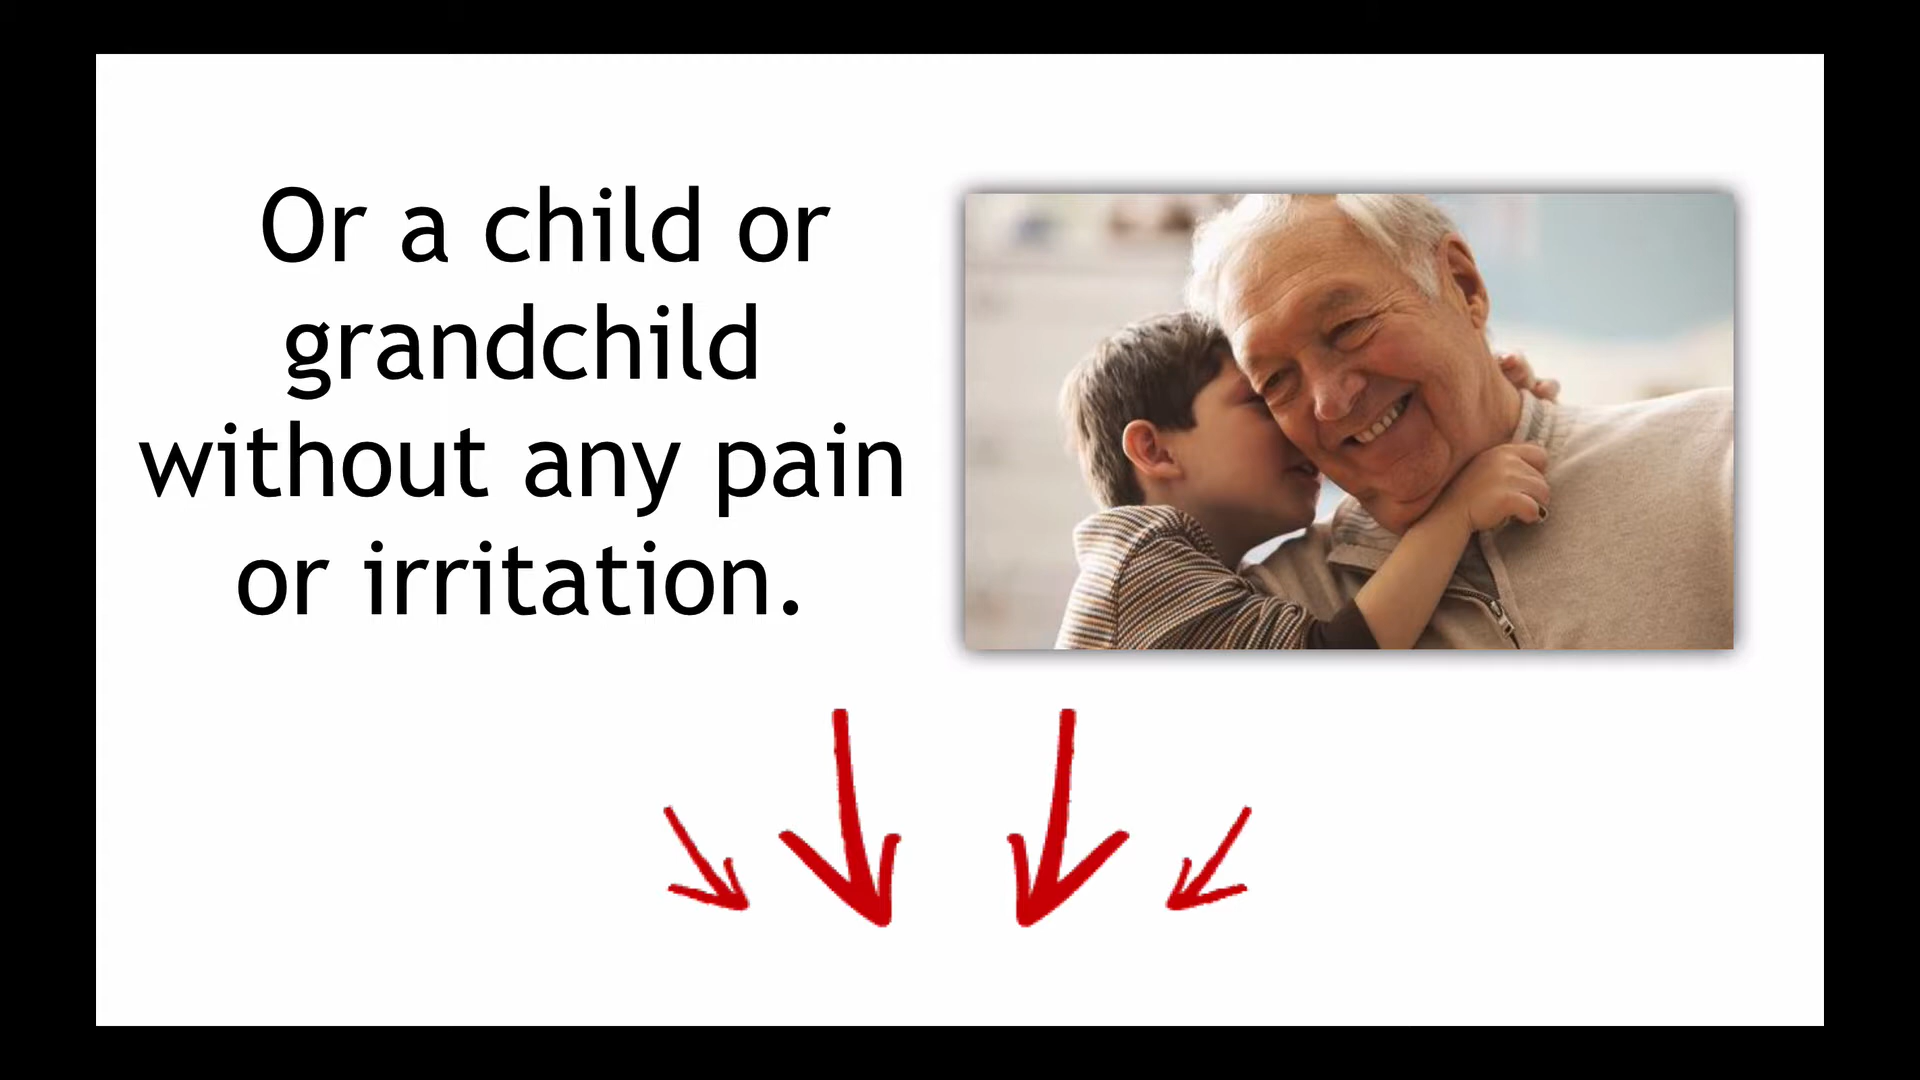 Or a child or
grandchild
without any pain
or irritation.